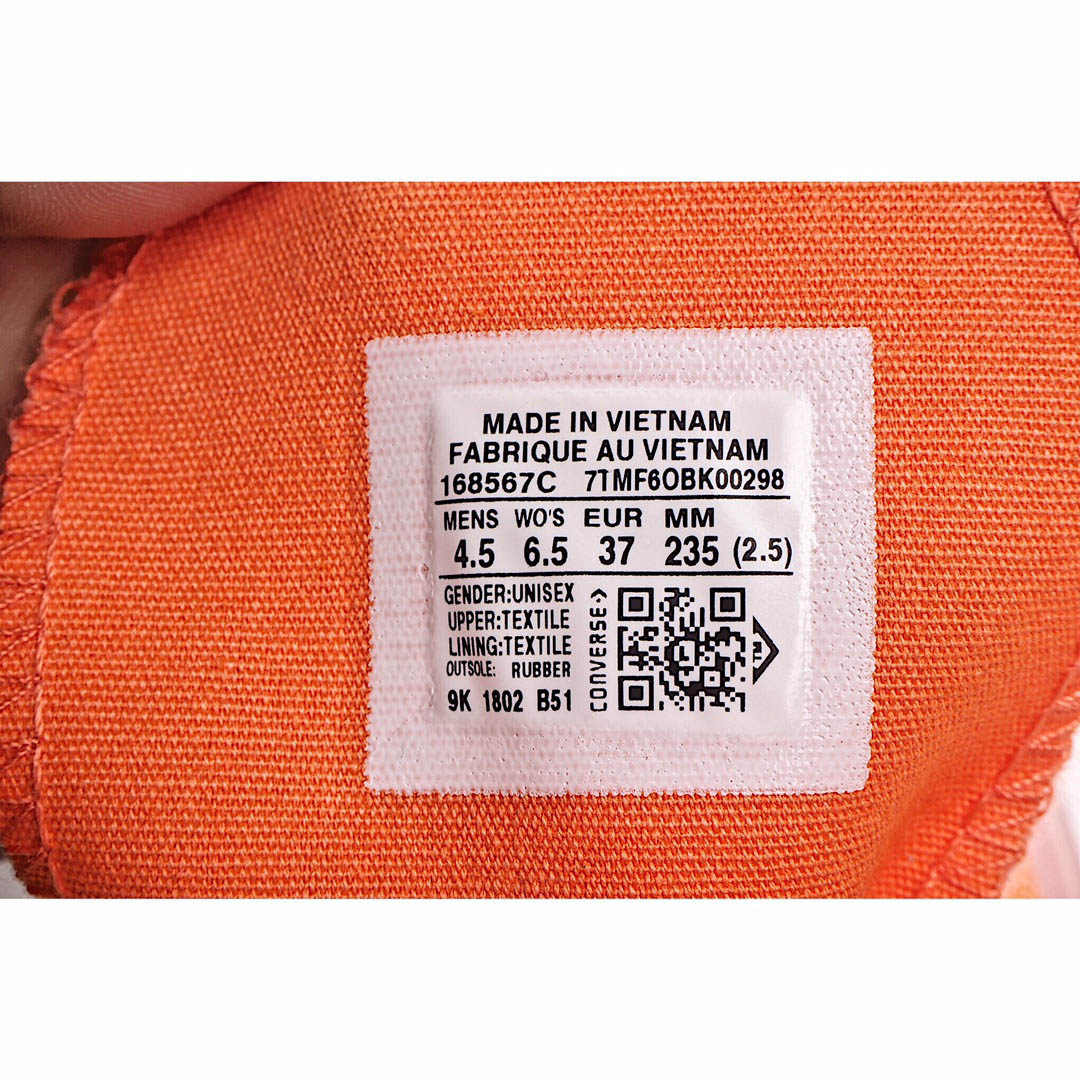 MADE IN VIETNAM
FABRIQUE AU VIETNAM
168567C 7TMF6OBK00298
MENS WO'S EUR MM
4.5 6.5 37 235 (2.5)
GENDER:UNISEX
UPPER:TEXTILE
LINING:TEXTILE
OUTSOLE: RUBBER
9K 1802 B51
CONVERSE
TM